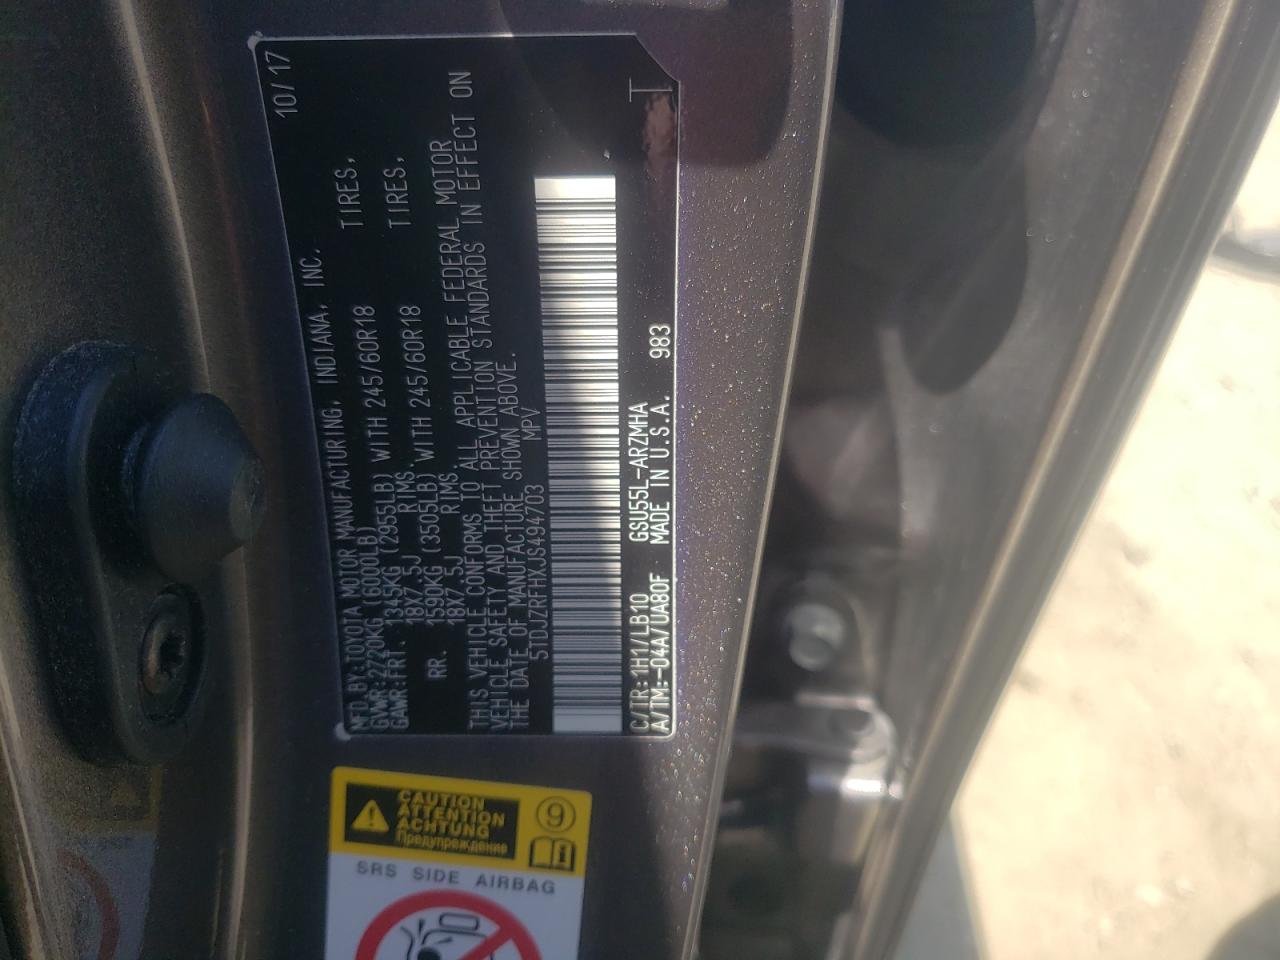 MFD.BY:TOYOTA MOTOR MANUFACTURING, INDIANA, INC. 10/17
GVWR:2720KG (6000LB)
GAWR:FRT. 1345KG (2955LB) WITH 245/60R18 TIRES,
18X7.5J RIMS.
RR. 1590KG (3505LB) WITH 245/60R18 TIRES,
18X7.5J RIMS.
THIS VEHICLE CONFORMS TO ALL APPLICABLE FEDERAL MOTOR
VEHICLE SAFETY AND THEFT PREVENTION STANDARDS IN EFFECT ON
THE DATE OF MANUFACTURE SHOWN ABOVE.
5TDJZRFHXJS494703 MPV
C/TR:1H1/LB10 GSU55L-ARZMHA
A/TM:-04A/UA80F MADE IN U.S.A. 983
T
CAUTION
ATTENTION
ACHTUNG
Предупреждение
9
SRS SIDE AIRBAG